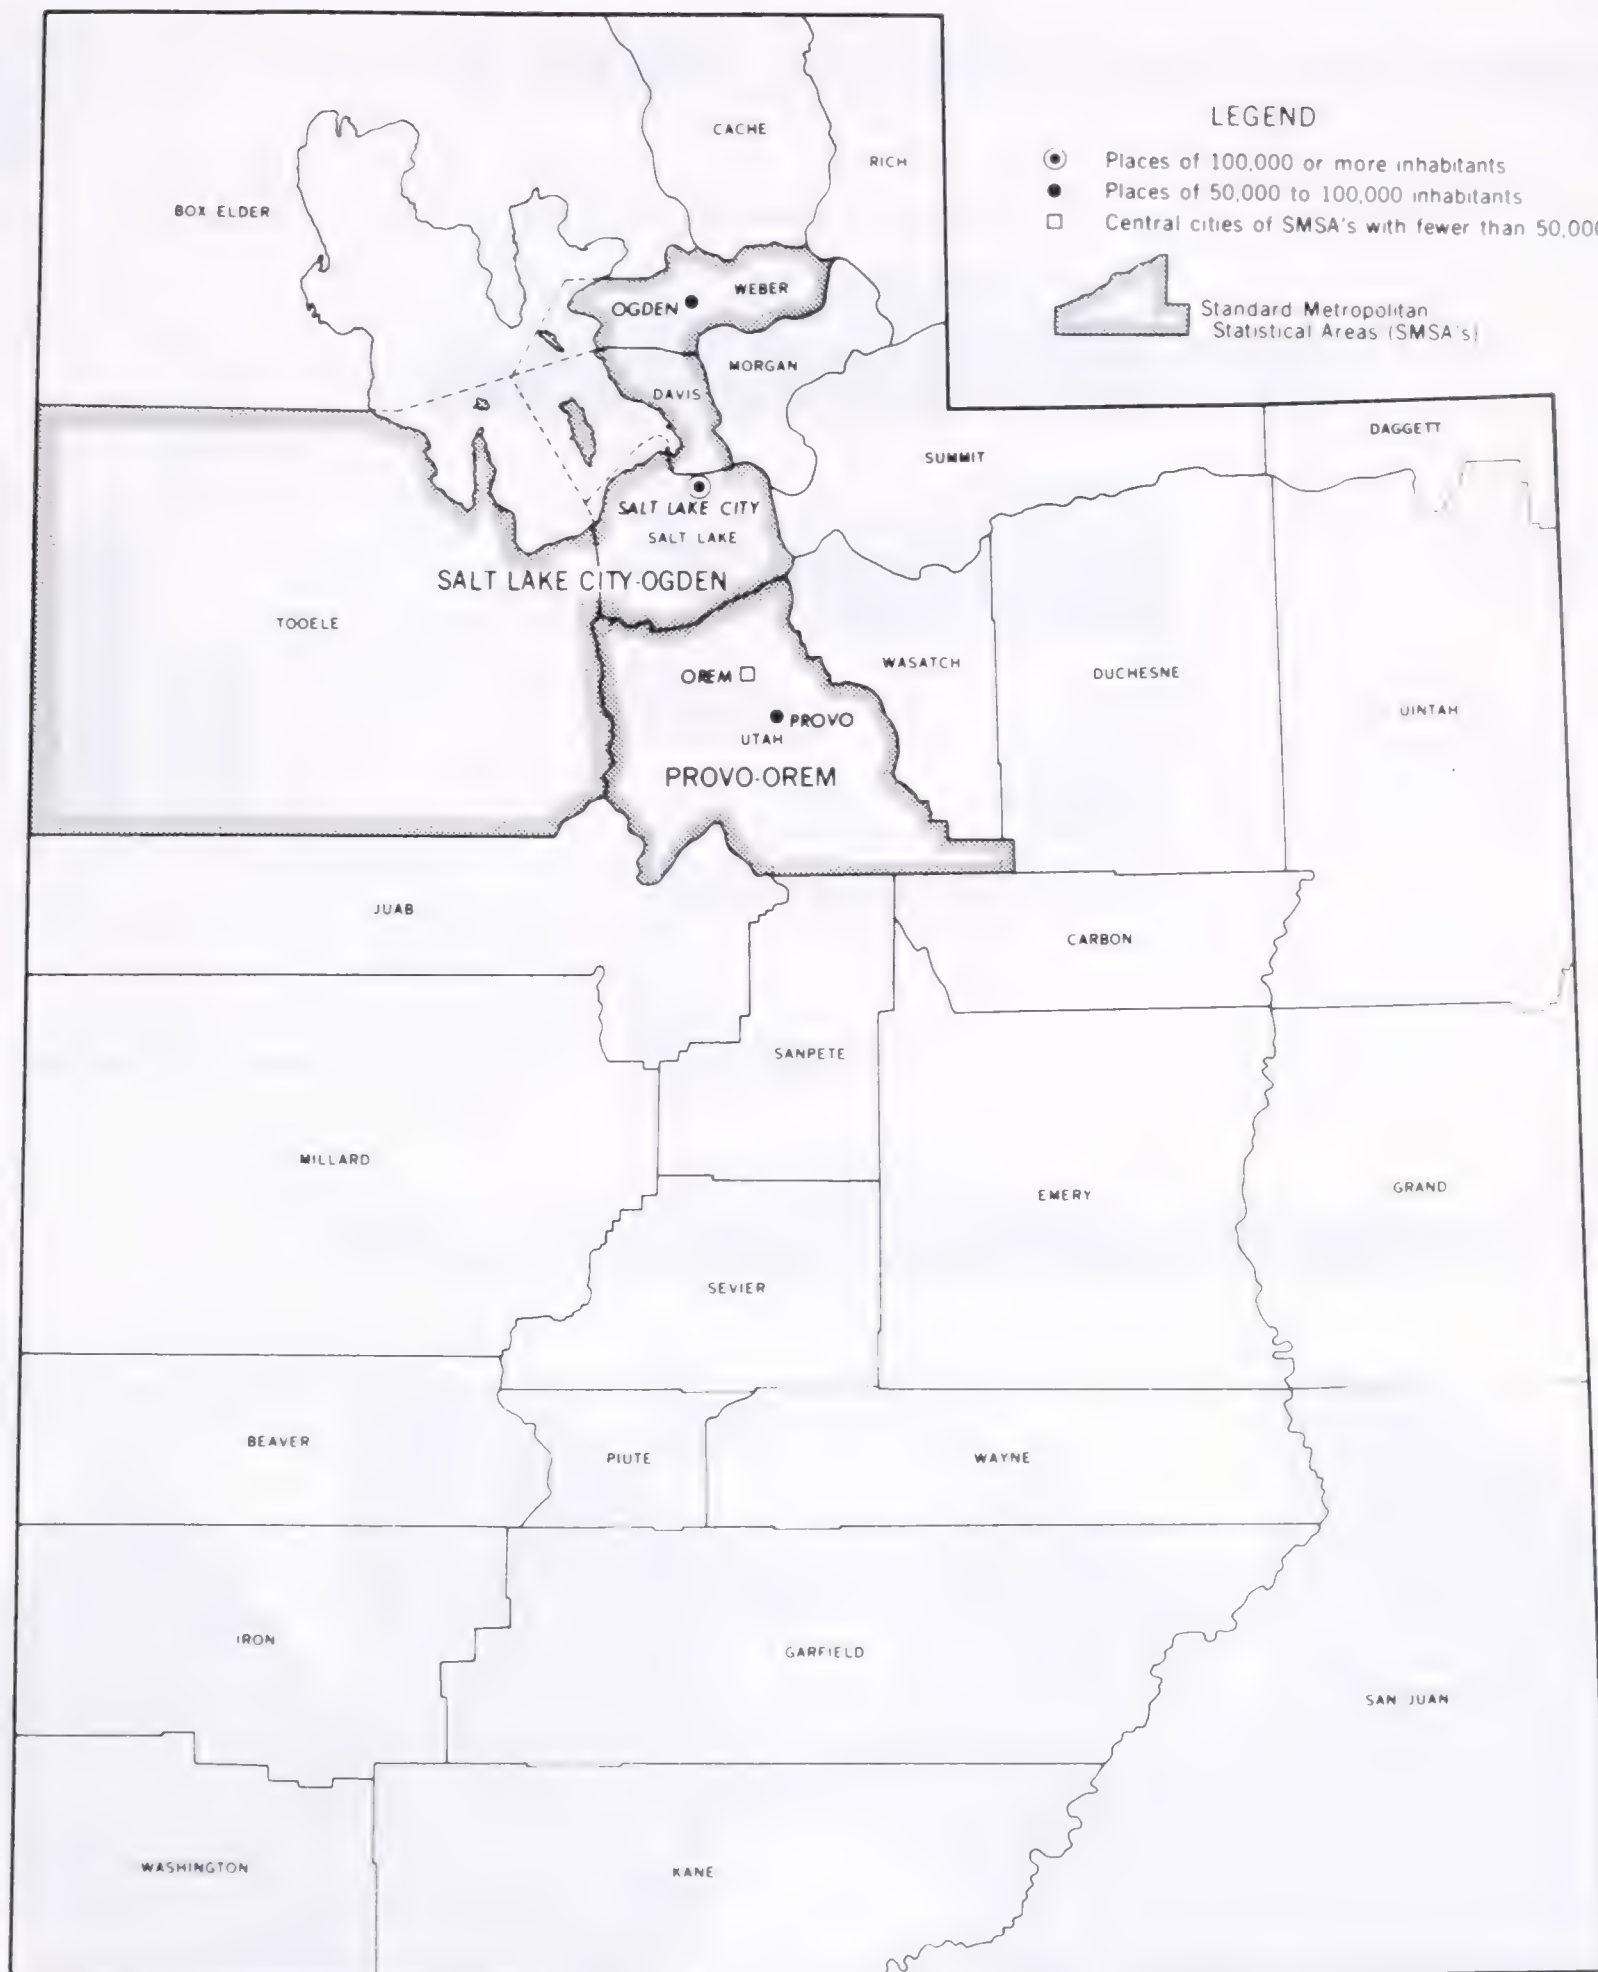 LEGEND
Places of 100,000 or more inhabitants
Places of 50,000 to 100,000 inhabitants
Central cities of SMSA's with fewer than 50,000
Standard Metropolitan
Statistical Areas (SMSA's)
CACHE
RICH
BOX ELDER
WEBER
OGDEN
MORGAN
DAVIS
DAGGETT
SUMMIT
SALT LAKE CITY
SALT LAKE
SALT LAKE CITY-OGDEN
TOOELE
WASATCH
DUCHESNE
OREM
UINTAH
PROVO
UTAH
PROVO-OREM
JUAB
CARBON
SANPETE
MILLARD
EMERY
GRAND
SEVIER
BEAVER
PIUTE
WAYNE
IRON
GARFIELD
SAN JUAN
WASHINGTON
KANE